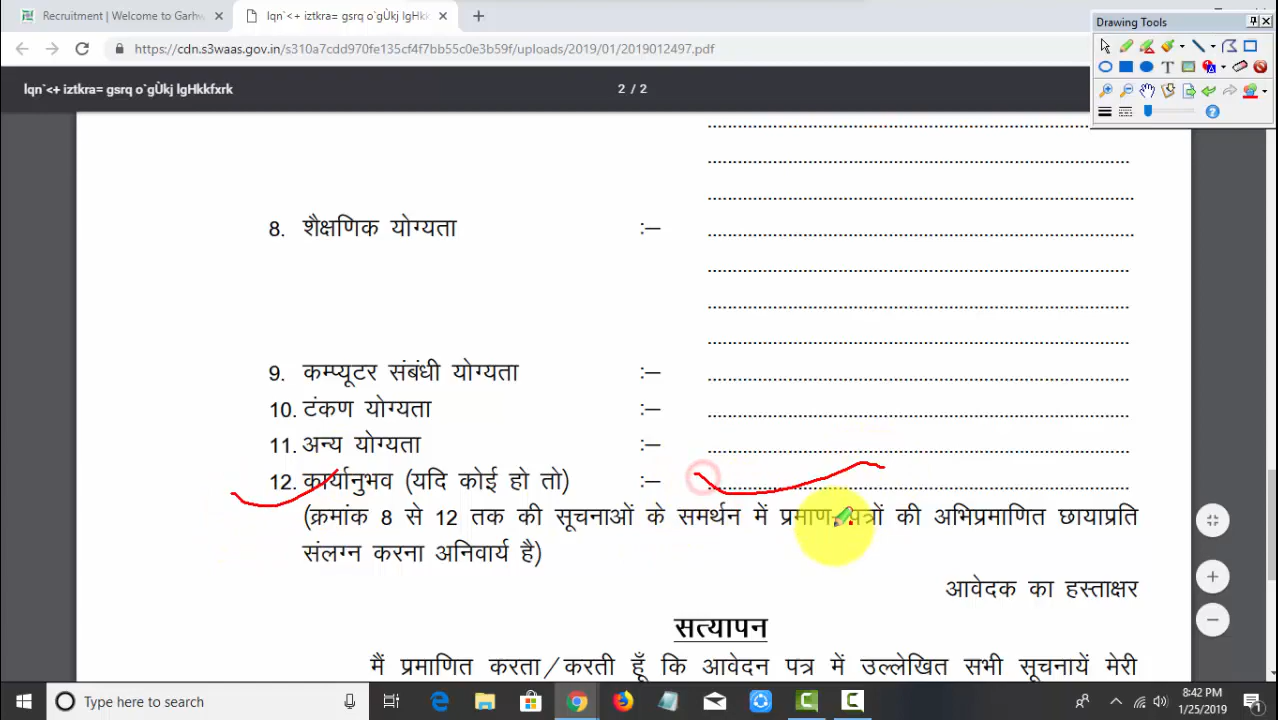 Recruitment | Welcome to Garhw
lqn`<+ iztkra= gsrq o`gÙkj lgHkk
Drawing Tools
https://cdn.s3waas.gov.in/s310a7cdd970fe135cf4f7bb55c0e3b59f/uploads/2019/01/2019012497.pdf
lqn`<+ iztkra= gsrq o`gÙkj lgHkkfxrk
2 / 2
8. शैक्षणिक योग्यता :–
9. कम्प्यूटर संबंधी योग्यता :–
10. टंकण योग्यता :–
11. अन्य योग्यता :–
12. कार्यानुभव (यदि कोई हो तो) :–
(क्रमांक 8 से 12 तक की सूचनाओं के समर्थन में प्रमाण-पत्रों की अभिप्रमाणित छायाप्रति
संलग्न करना अनिवार्य है)
आवेदक का हस्ताक्षर
सत्यापन
मैं प्रमाणित करता/करती हूँ कि आवेदन पत्र में उल्लेखित सभी सूचनायें मेरी
Type here to search
8:42 PM
1/25/2019